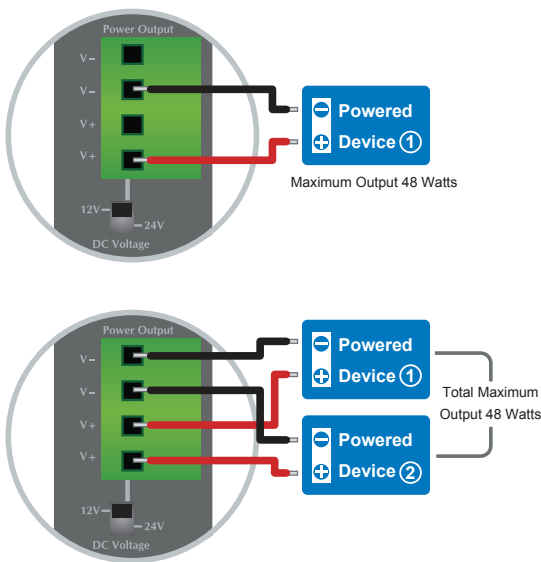 Power Output
V-
V-
V+
V+
12V
24V
DC Voltage
Powered
Device 1
Maximum Output 48 Watts
Power Output
V-
V-
V+
V+
12V
24V
DC Voltage
Powered
Device 1
Powered
Device 2
Total Maximum
Output 48 Watts